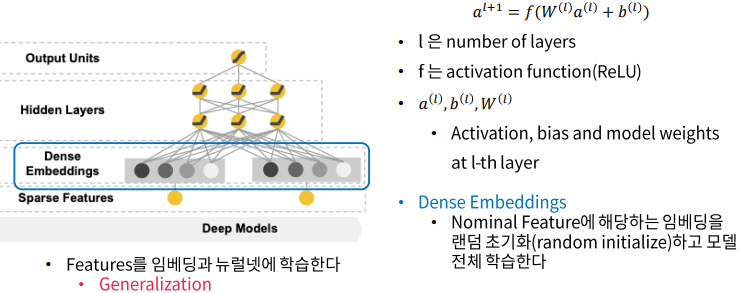 Output Units
Hidden Layers
Dense
Embeddings
Sparse Features
Deep Models
• Features를 임베딩과 뉴럴넷에 학습한다
• Generalization
a^{l+1} = f(W^{(l)}a^{(l)} + b^{(l)})
• l 은 number of layers
• f 는 activation function(ReLU)
• a^{(l)}, b^{(l)}, W^{(l)}
• Activation, bias and model weights
at l-th layer
• Dense Embeddings
• Nominal Feature에 해당하는 임베딩을
랜덤 초기화(random initialize)하고 모델
전체 학습한다